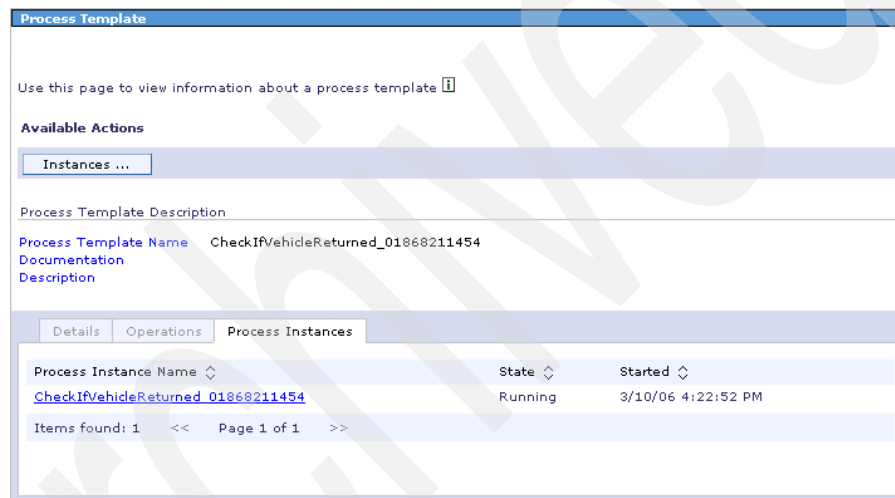 Process Template
Use this page to view information about a process template i
Available Actions
Instances ...
Process Template Description
Process Template Name CheckIfVehicleReturned_01868211454
Documentation
Description
Details Operations Process Instances
Process Instance Name State Started
CheckIfVehicleReturned_01868211454 Running 3/10/06 4:22:52 PM
Items found: 1 << Page 1 of 1 >>